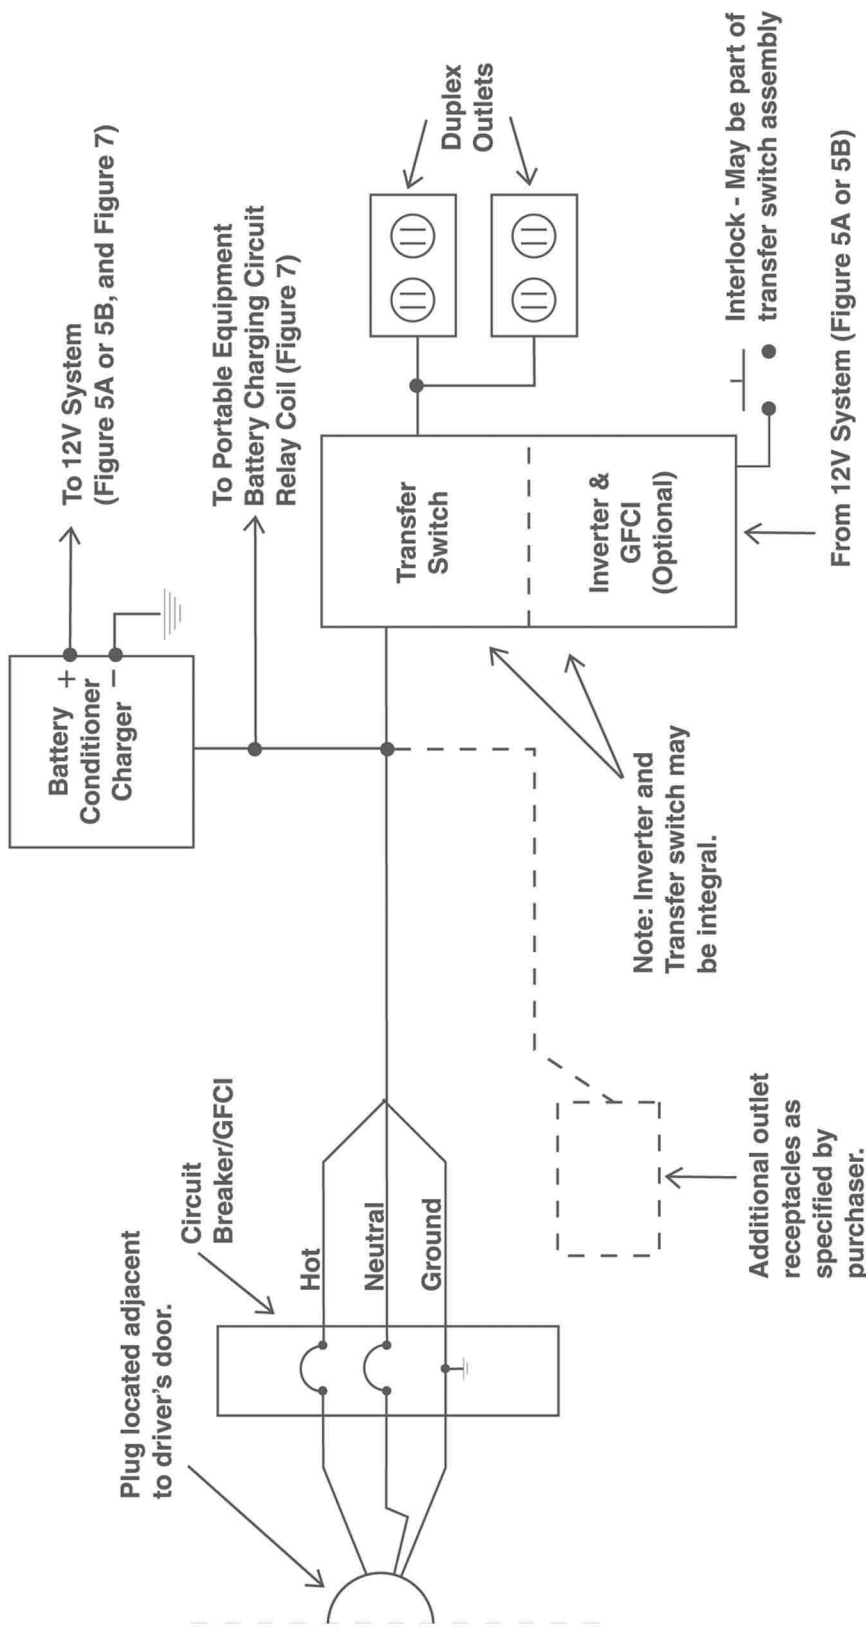 Plug located adjacent
to driver's door.
Circuit
Breaker/GFCI
Hot
Neutral
Ground
Battery +
Conditioner
Charger −
To 12V System
(Figure 5A or 5B, and Figure 7)
To Portable Equipment
Battery Charging Circuit
Relay Coil (Figure 7)
Transfer
Switch
Inverter &
GFCI
(Optional)
Duplex
Outlets
Interlock - May be part of
transfer switch assembly
From 12V System (Figure 5A or 5B)
Note: Inverter and
Transfer switch may
be integral.
Additional outlet
receptacles as
specified by
purchaser.